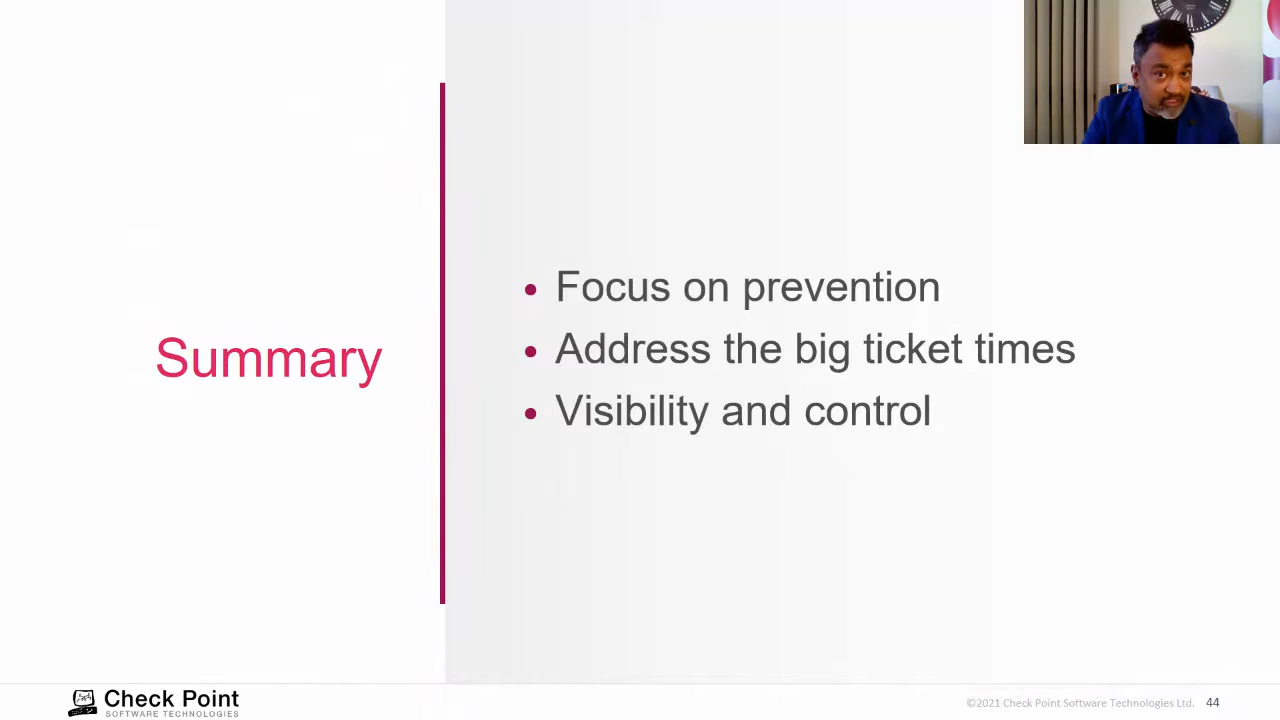 Summary
• Focus on prevention
• Address the big ticket times
• Visibility and control
Check Point
SOFTWARE TECHNOLOGIES
©2021 Check Point Software Technologies Ltd. 44